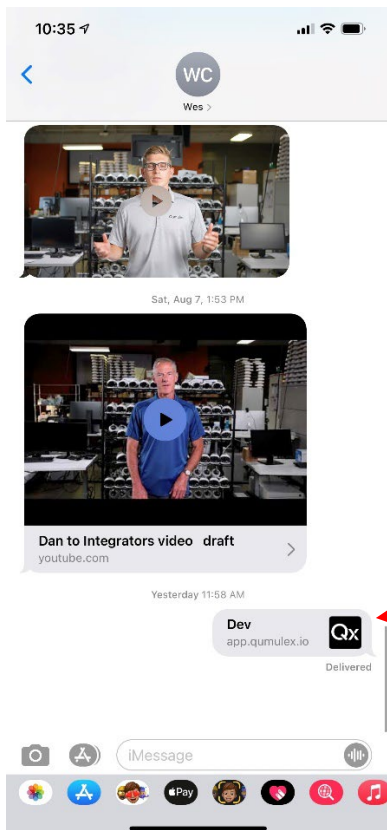 10:35
WC
Wes
Sat, Aug 7, 1:53 PM
Dan to Integrators video draft
youtube.com
Yesterday 11:58 AM
Dev
app.qumulex.io
Qx
Delivered
iMessage
Pay